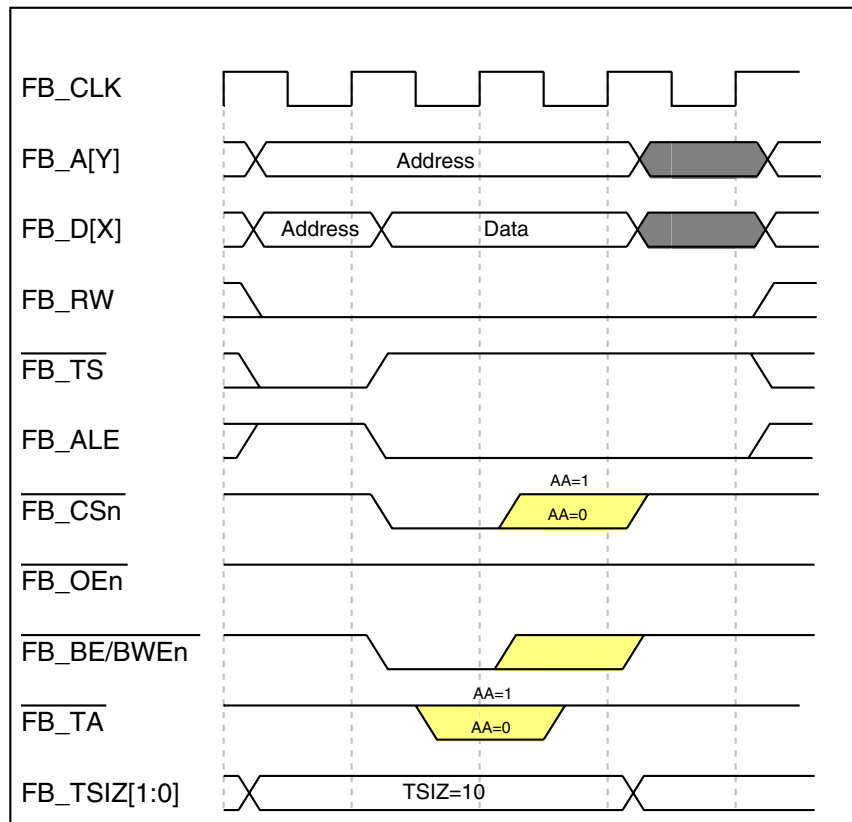 FB_CLK
FB_A[Y] Address
FB_D[X] Address Data
FB_RW
FB_TS
FB_ALE
AA=1
FB_CSn AA=0
FB_OEn
FB_BE/BWEn
AA=1
FB_TA AA=0
FB_TSIZ[1:0] TSIZ=10